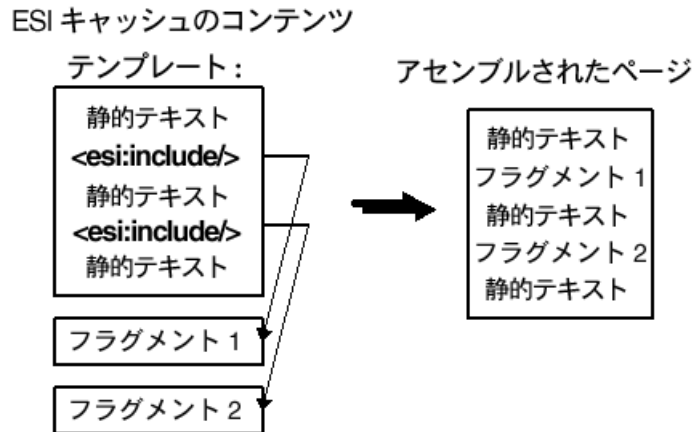 ESI キャッシュのコンテンツ
テンプレート :
静的テキスト
<esi:include/>
静的テキスト
<esi:include/>
静的テキスト
フラグメント 1
フラグメント 2
アセンブルされたページ
静的テキスト
フラグメント 1
静的テキスト
フラグメント 2
静的テキスト